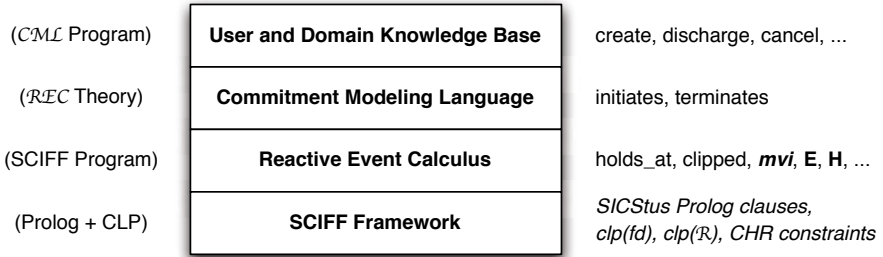 (CML Program) User and Domain Knowledge Base create, discharge, cancel, ...
(REC Theory) Commitment Modeling Language initiates, terminates
(SCIFF Program) Reactive Event Calculus holds_at, clipped, mvi, E, H, ...
(Prolog + CLP) SCIFF Framework SICStus Prolog clauses,
clp(fd), clp(R), CHR constraints